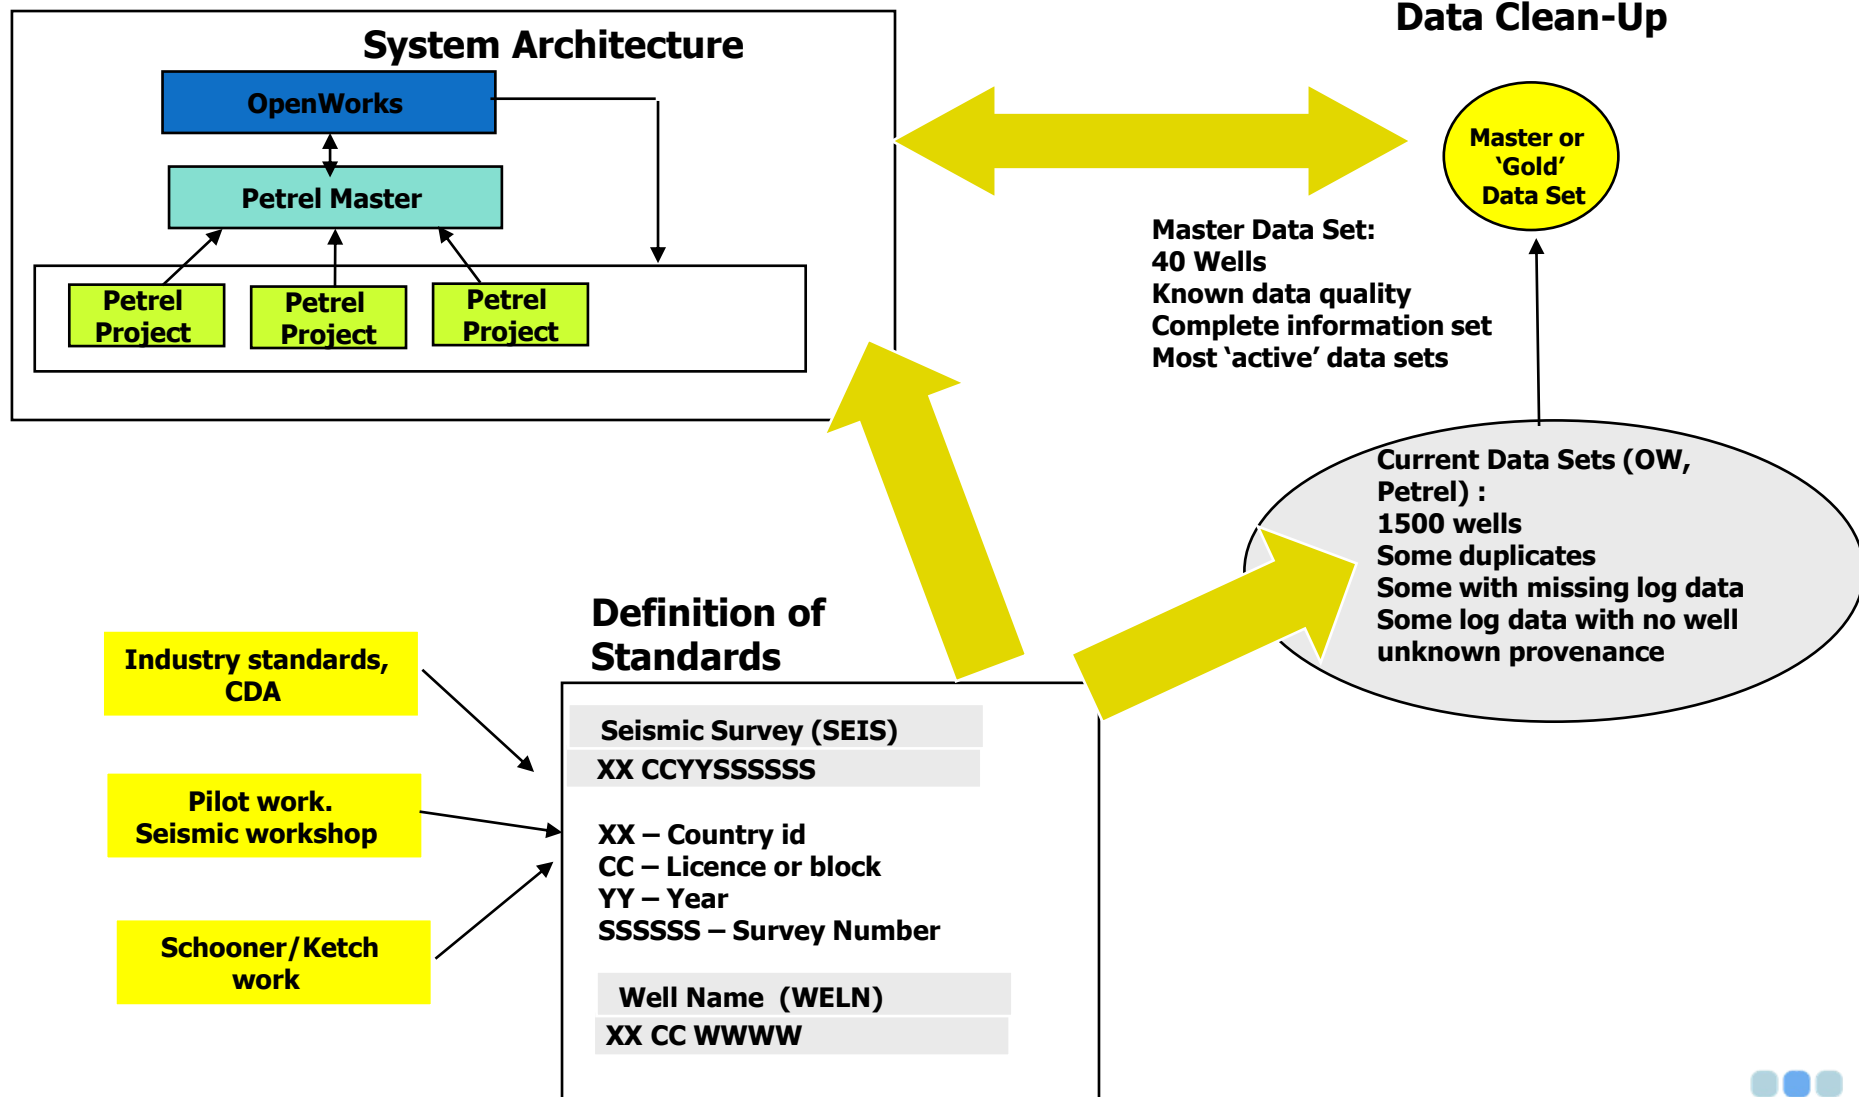 System Architecture
OpenWorks
Petrel Master
Petrel
Project
Petrel
Project
Petrel
Project
Data Clean-Up
Master or
‘Gold’
Data Set
Master Data Set:
40 Wells
Known data quality
Complete information set
Most ‘active’ data sets
Current Data Sets (OW,
Petrel) :
1500 wells
Some duplicates
Some with missing log data
Some log data with no well
unknown provenance
Definition of
Standards
Industry standards,
CDA
Pilot work.
Seismic workshop
Schooner/Ketch
work
Seismic Survey (SEIS)
XX CCYYSSSSSS
XX – Country id
CC – Licence or block
YY – Year
SSSSSS – Survey Number
Well Name  (WELN)
XX CC WWWW